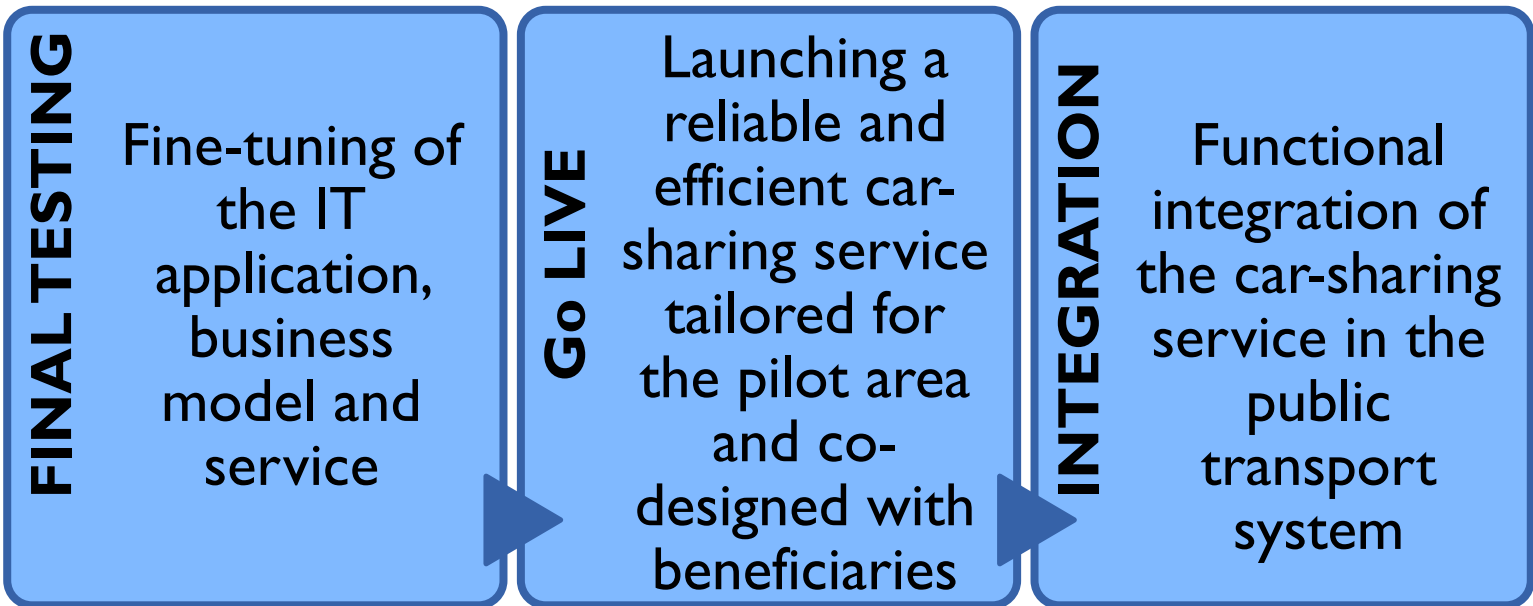 FINAL TESTING
Fine-tuning of
the IT
application,
business
model and
service
Go LIVE
Launching a
reliable and
efficient car-
sharing service
tailored for
the pilot area
and co-
designed with
beneficiaries
INTEGRATION
Functional
integration of
the car-sharing
service in the
public
transport
system